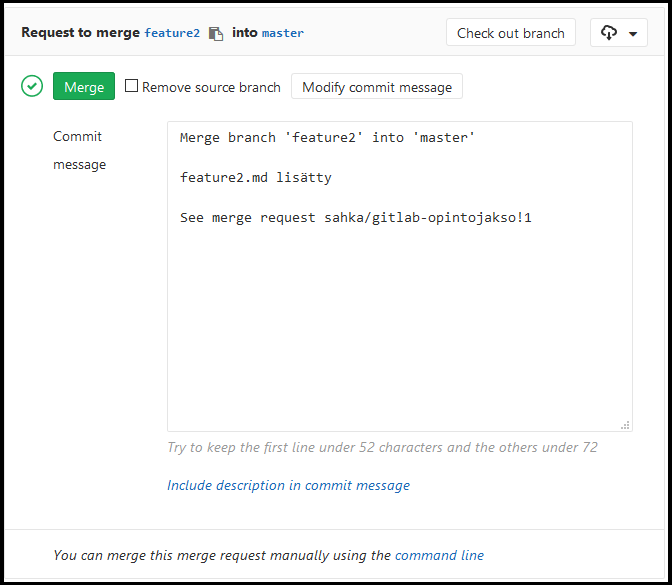 Request to merge feature2 into master Check out branch
Merge Remove source branch Modify commit message
Commit message
Merge branch 'feature2' into 'master'
feature2.md lisätty
See merge request sahka/gitlab-opintojakso!1
Try to keep the first line under 52 characters and the others under 72
Include description in commit message
You can merge this merge request manually using the command line